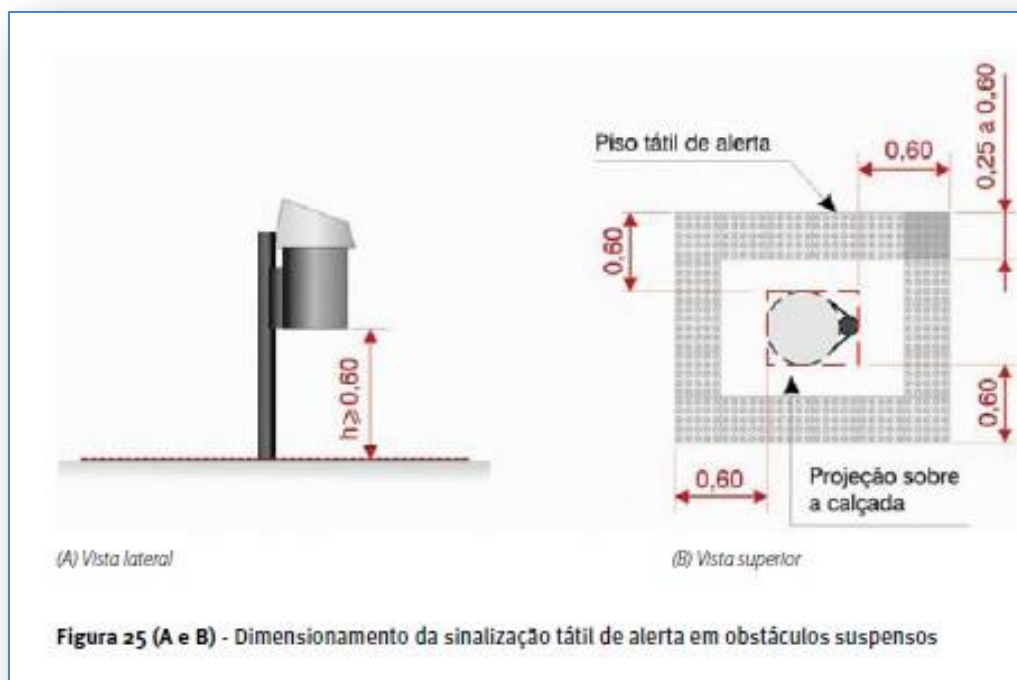 Piso tátil de alerta
0,60
0,25 a 0,60
0,60
h⩾0,60
0,60
0,60
Projeção sobre
a calçada
(A) Vista lateral
(B) Vista superior
Figura 25 (A e B) - Dimensionamento da sinalização tátil de alerta em obstáculos suspensos